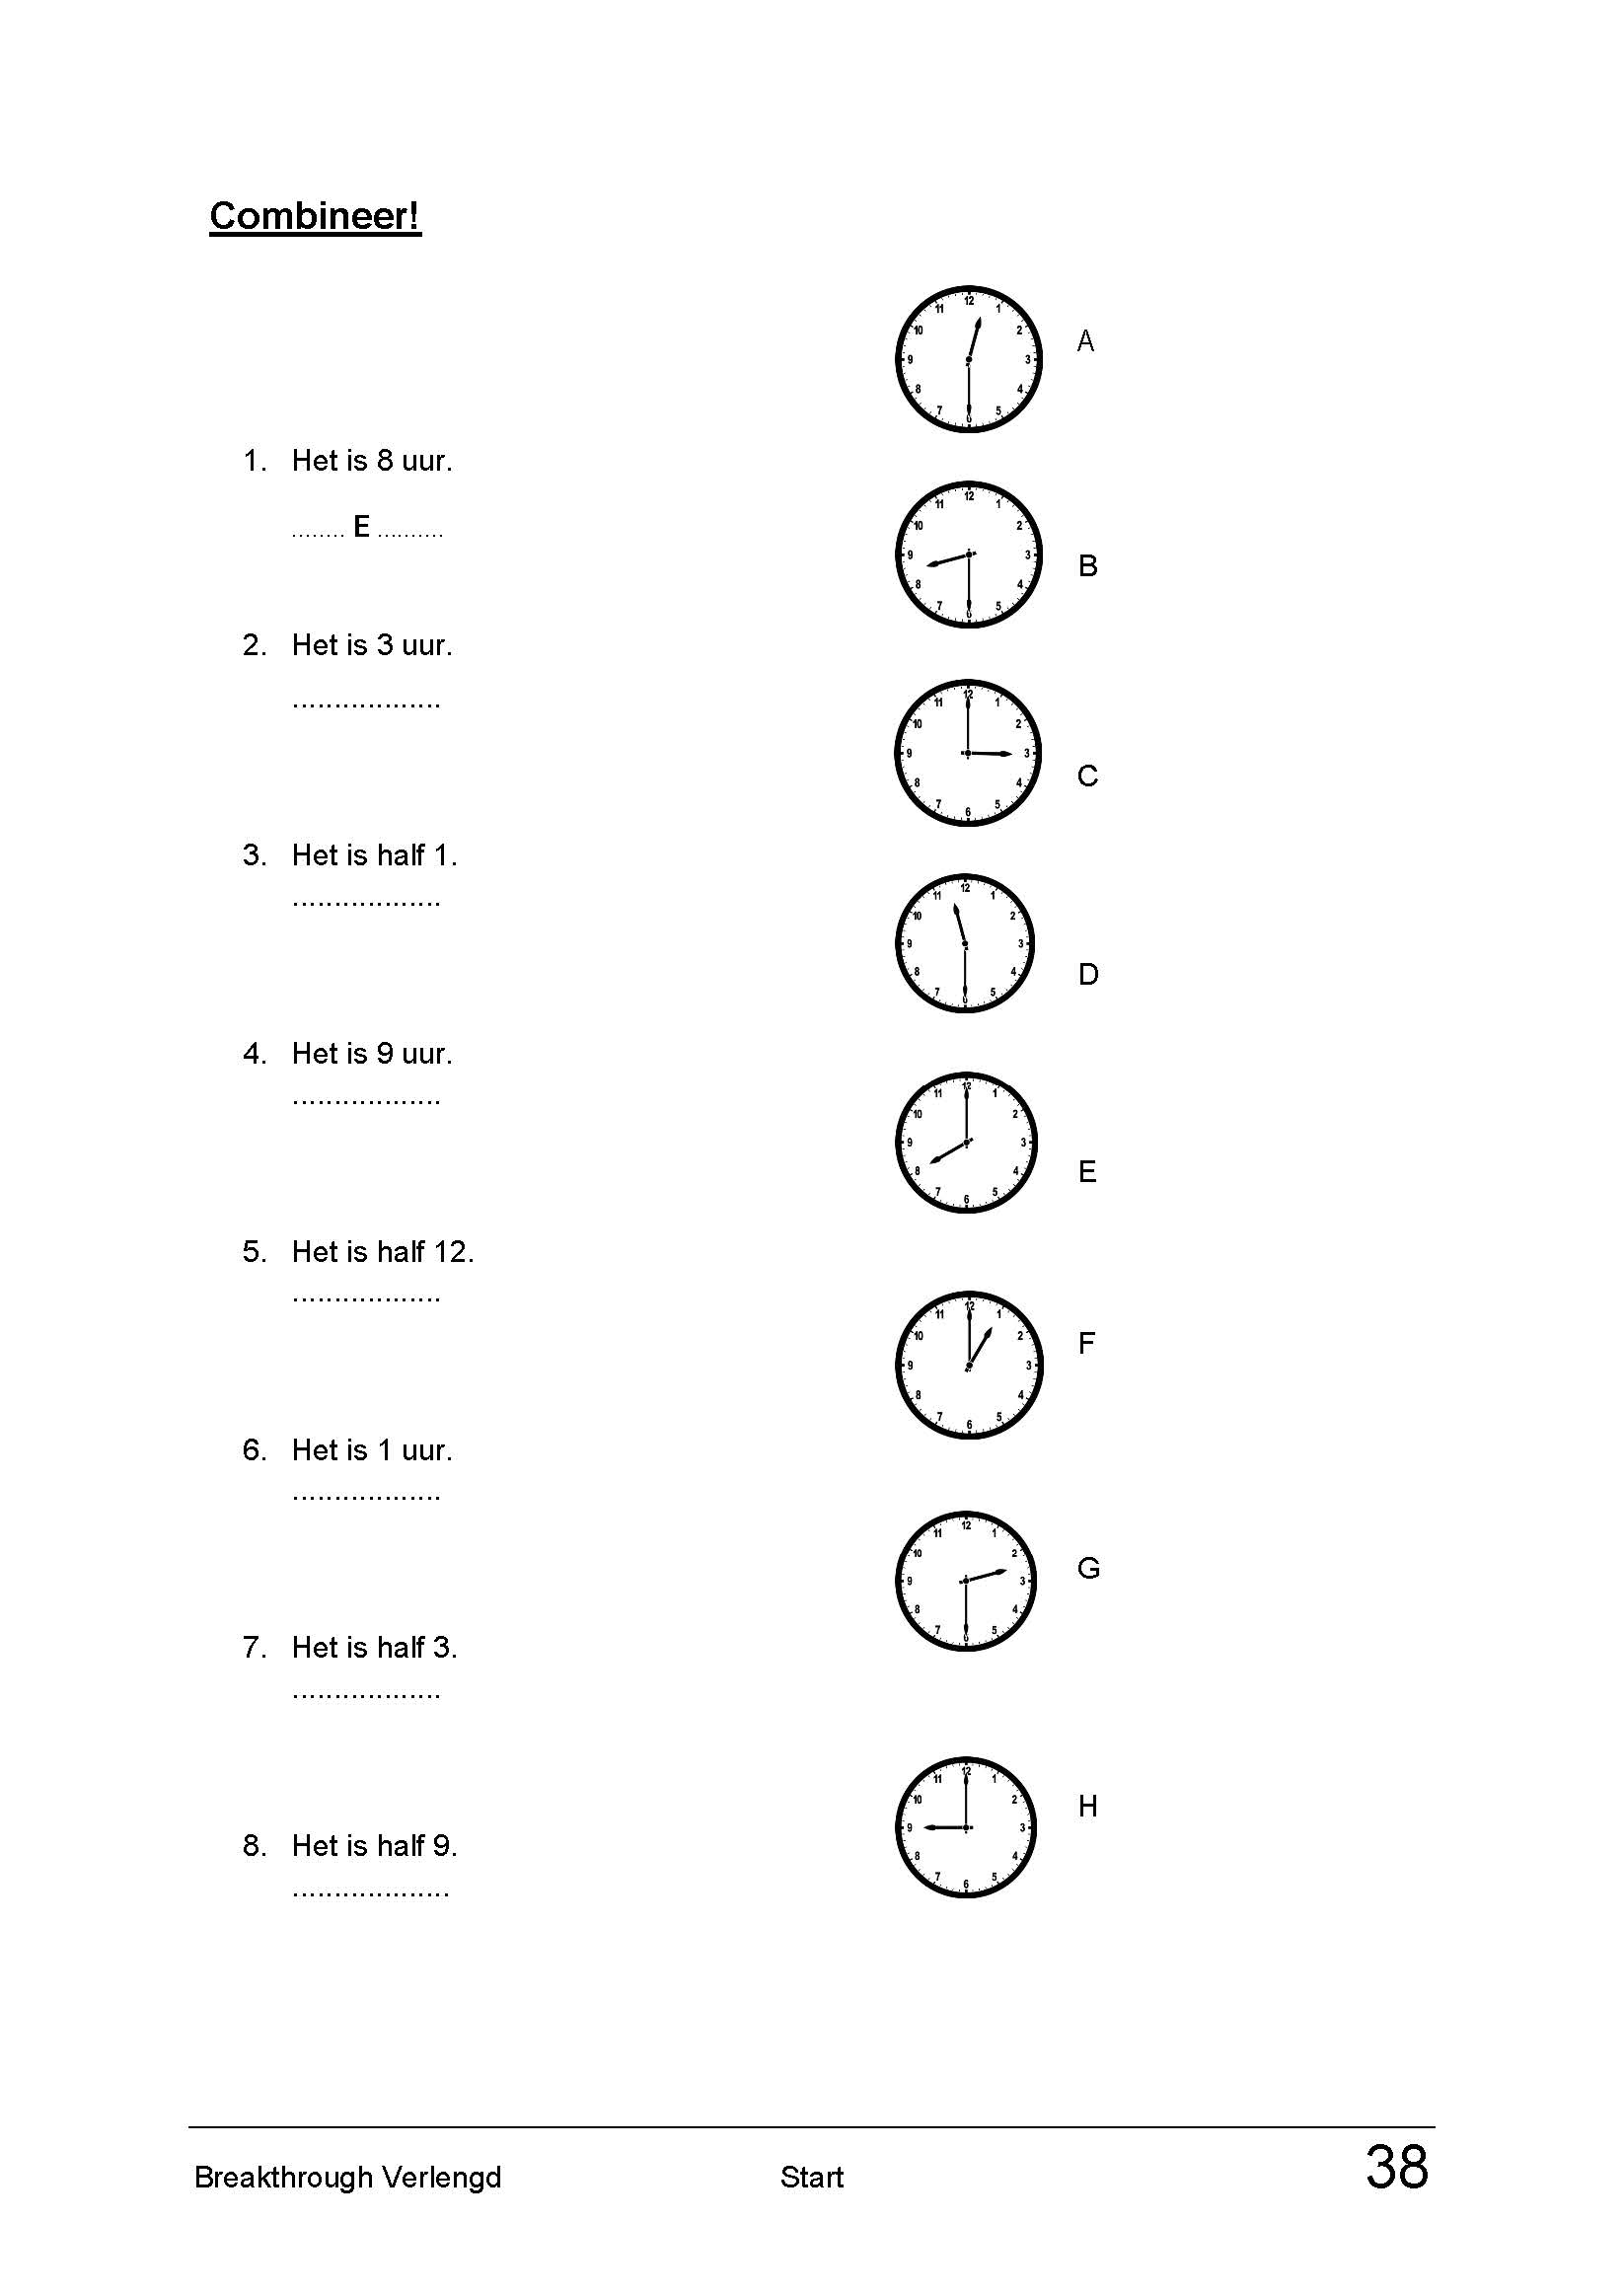 Combineer!
A
1. Het is 8 uur.
........ E ..........
B
2. Het is 3 uur.
..................
C
3. Het is half 1.
..................
D
4. Het is 9 uur.
..................
E
5. Het is half 12.
..................
F
6. Het is 1 uur.
..................
G
7. Het is half 3.
..................
H
8. Het is half 9.
...................
Breakthrough Verlengd Start 38